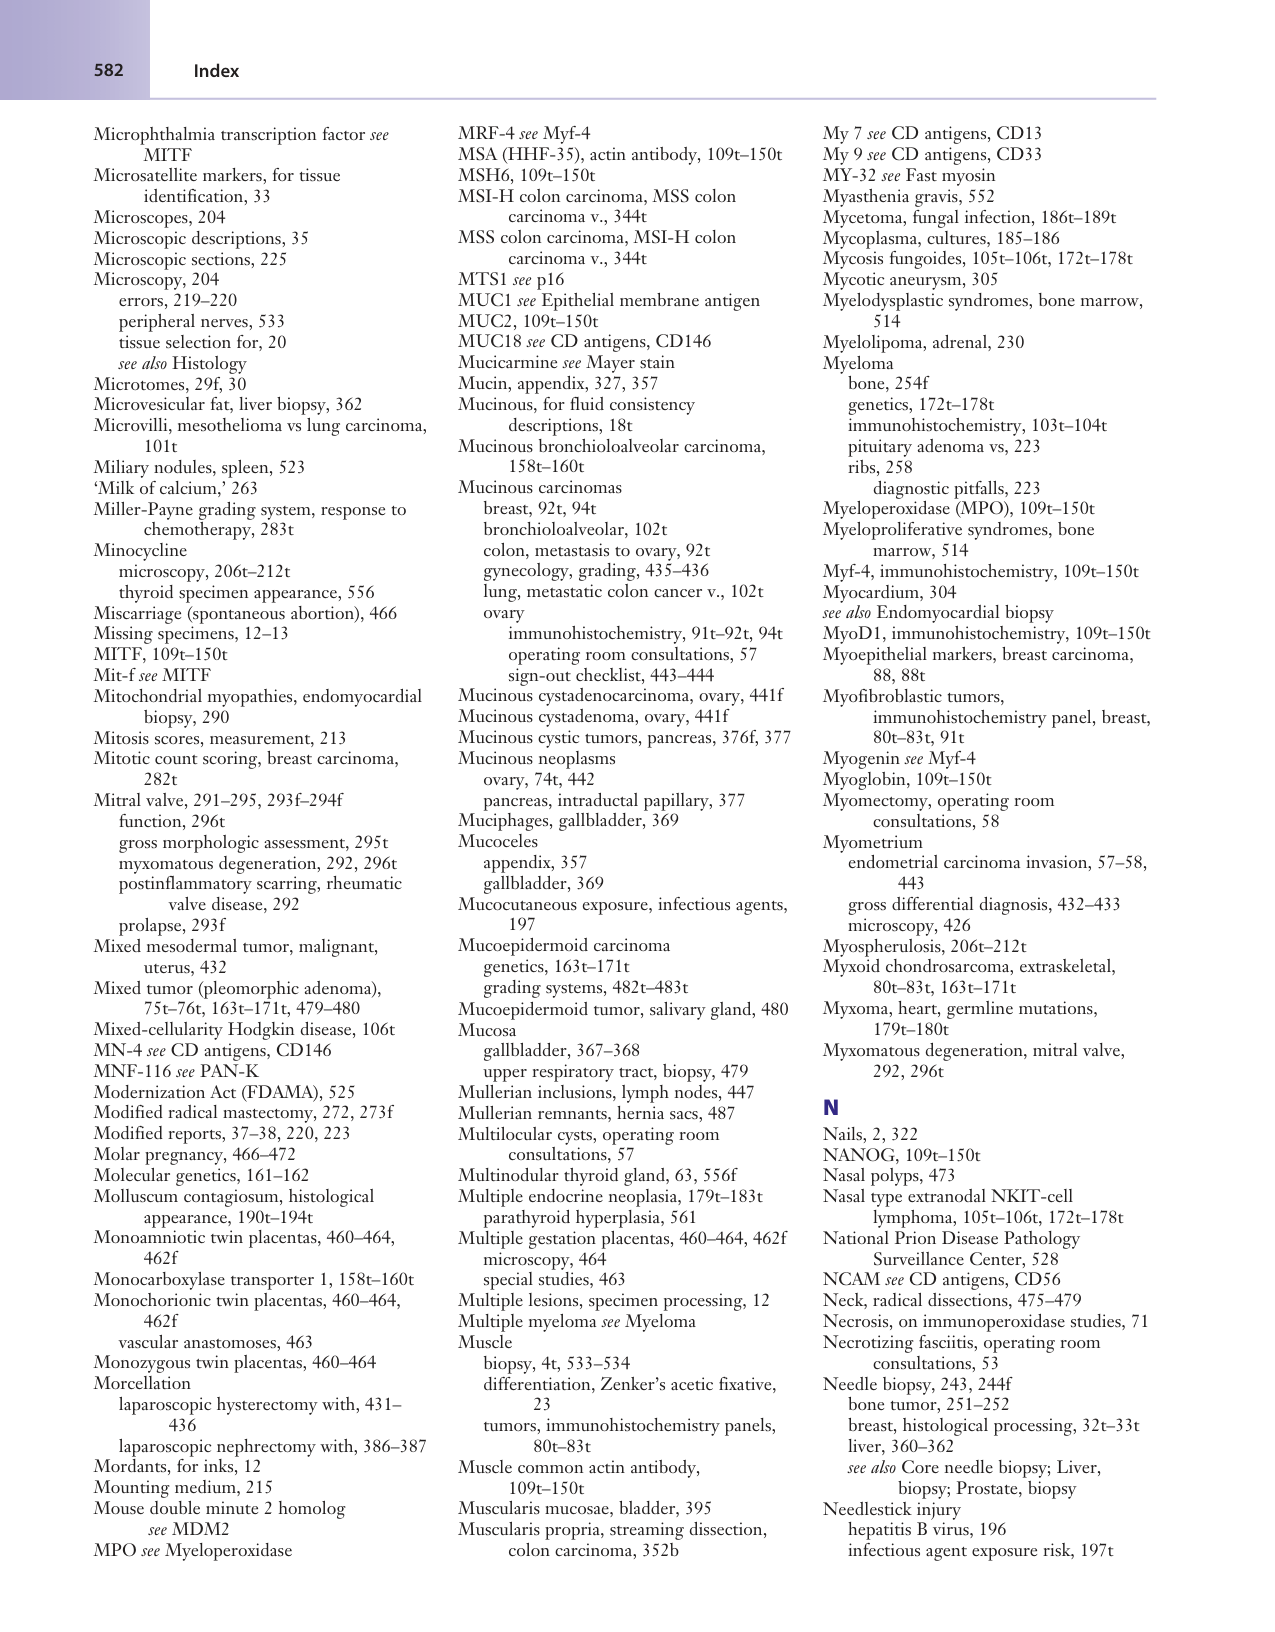 582
Index
Microphthalmia transcription factor see
MITF
Microsatellite markers, for tissue
identification, 33
Microscopes, 204
Microscopic descriptions, 35
Microscopic sections, 225
Microscopy, 204
errors, 219–220
peripheral nerves, 533
tissue selection for, 20
see also Histology
Microtomes, 29f, 30
Microvesicular fat, liver biopsy, 362
Microvilli, mesothelioma vs lung carcinoma,
101t
Miliary nodules, spleen, 523
‘Milk of calcium,’ 263
Miller-Payne grading system, response to
chemotherapy, 283t
Minocycline
microscopy, 206t–212t
thyroid specimen appearance, 556
Miscarriage (spontaneous abortion), 466
Missing specimens, 12–13
MITF, 109t–150t
Mit-f see MITF
Mitochondrial myopathies, endomyocardial
biopsy, 290
Mitosis scores, measurement, 213
Mitotic count scoring, breast carcinoma,
282t
Mitral valve, 291–295, 293f–294f
function, 296t
gross morphologic assessment, 295t
myxomatous degeneration, 292, 296t
postinflammatory scarring, rheumatic
valve disease, 292
prolapse, 293f
Mixed mesodermal tumor, malignant,
uterus, 432
Mixed tumor (pleomorphic adenoma),
75t–76t, 163t–171t, 479–480
Mixed-cellularity Hodgkin disease, 106t
MN-4 see CD antigens, CD146
MNF-116 see PAN-K
Modernization Act (FDAMA), 525
Modified radical mastectomy, 272, 273f
Modified reports, 37–38, 220, 223
Molar pregnancy, 466–472
Molecular genetics, 161–162
Molluscum contagiosum, histological
appearance, 190t–194t
Monoamniotic twin placentas, 460–464,
462f
Monocarboxylase transporter 1, 158t–160t
Monochorionic twin placentas, 460–464,
462f
vascular anastomoses, 463
Monozygous twin placentas, 460–464
Morcellation
laparoscopic hysterectomy with, 431–
436
laparoscopic nephrectomy with, 386–387
Mordants, for inks, 12
Mounting medium, 215
Mouse double minute 2 homolog
see MDM2
MPO see Myeloperoxidase
MRF-4 see Myf-4
MSA (HHF-35), actin antibody, 109t–150t
MSH6, 109t–150t
MSI-H colon carcinoma, MSS colon
carcinoma v., 344t
MSS colon carcinoma, MSI-H colon
carcinoma v., 344t
MTS1 see p16
MUC1 see Epithelial membrane antigen
MUC2, 109t–150t
MUC18 see CD antigens, CD146
Mucicarmine see Mayer stain
Mucin, appendix, 327, 357
Mucinous, for fluid consistency
descriptions, 18t
Mucinous bronchioloalveolar carcinoma,
158t–160t
Mucinous carcinomas
breast, 92t, 94t
bronchioloalveolar, 102t
colon, metastasis to ovary, 92t
gynecology, grading, 435–436
lung, metastatic colon cancer v., 102t
ovary
immunohistochemistry, 91t–92t, 94t
operating room consultations, 57
sign-out checklist, 443–444
Mucinous cystadenocarcinoma, ovary, 441f
Mucinous cystadenoma, ovary, 441f
Mucinous cystic tumors, pancreas, 376f, 377
Mucinous neoplasms
ovary, 74t, 442
pancreas, intraductal papillary, 377
Muciphages, gallbladder, 369
Mucoceles
appendix, 357
gallbladder, 369
Mucocutaneous exposure, infectious agents,
197
Mucoepidermoid carcinoma
genetics, 163t–171t
grading systems, 482t–483t
Mucoepidermoid tumor, salivary gland, 480
Mucosa
gallbladder, 367–368
upper respiratory tract, biopsy, 479
Mullerian inclusions, lymph nodes, 447
Mullerian remnants, hernia sacs, 487
Multilocular cysts, operating room
consultations, 57
Multinodular thyroid gland, 63, 556f
Multiple endocrine neoplasia, 179t–183t
parathyroid hyperplasia, 561
Multiple gestation placentas, 460–464, 462f
microscopy, 464
special studies, 463
Multiple lesions, specimen processing, 12
Multiple myeloma see Myeloma
Muscle
biopsy, 4t, 533–534
differentiation, Zenker’s acetic fixative,
23
tumors, immunohistochemistry panels,
80t–83t
Muscle common actin antibody,
109t–150t
Muscularis mucosae, bladder, 395
Muscularis propria, streaming dissection,
colon carcinoma, 352b
My 7 see CD antigens, CD13
My 9 see CD antigens, CD33
MY-32 see Fast myosin
Myasthenia gravis, 552
Mycetoma, fungal infection, 186t–189t
Mycoplasma, cultures, 185–186
Mycosis fungoides, 105t–106t, 172t–178t
Mycotic aneurysm, 305
Myelodysplastic syndromes, bone marrow,
514
Myelolipoma, adrenal, 230
Myeloma
bone, 254f
genetics, 172t–178t
immunohistochemistry, 103t–104t
pituitary adenoma vs, 223
ribs, 258
diagnostic pitfalls, 223
Myeloperoxidase (MPO), 109t–150t
Myeloproliferative syndromes, bone
marrow, 514
Myf-4, immunohistochemistry, 109t–150t
Myocardium, 304
see also Endomyocardial biopsy
MyoD1, immunohistochemistry, 109t–150t
Myoepithelial markers, breast carcinoma,
88, 88t
Myofibroblastic tumors,
immunohistochemistry panel, breast,
80t–83t, 91t
Myogenin see Myf-4
Myoglobin, 109t–150t
Myomectomy, operating room
consultations, 58
Myometrium
endometrial carcinoma invasion, 57–58,
443
gross differential diagnosis, 432–433
microscopy, 426
Myospherulosis, 206t–212t
Myxoid chondrosarcoma, extraskeletal,
80t–83t, 163t–171t
Myxoma, heart, germline mutations,
179t–180t
Myxomatous degeneration, mitral valve,
292, 296t
N
Nails, 2, 322
NANOG, 109t–150t
Nasal polyps, 473
Nasal type extranodal NKIT-cell
lymphoma, 105t–106t, 172t–178t
National Prion Disease Pathology
Surveillance Center, 528
NCAM see CD antigens, CD56
Neck, radical dissections, 475–479
Necrosis, on immunoperoxidase studies, 71
Necrotizing fasciitis, operating room
consultations, 53
Needle biopsy, 243, 244f
bone tumor, 251–252
breast, histological processing, 32t–33t
liver, 360–362
see also Core needle biopsy; Liver,
biopsy; Prostate, biopsy
Needlestick injury
hepatitis B virus, 196
infectious agent exposure risk, 197t